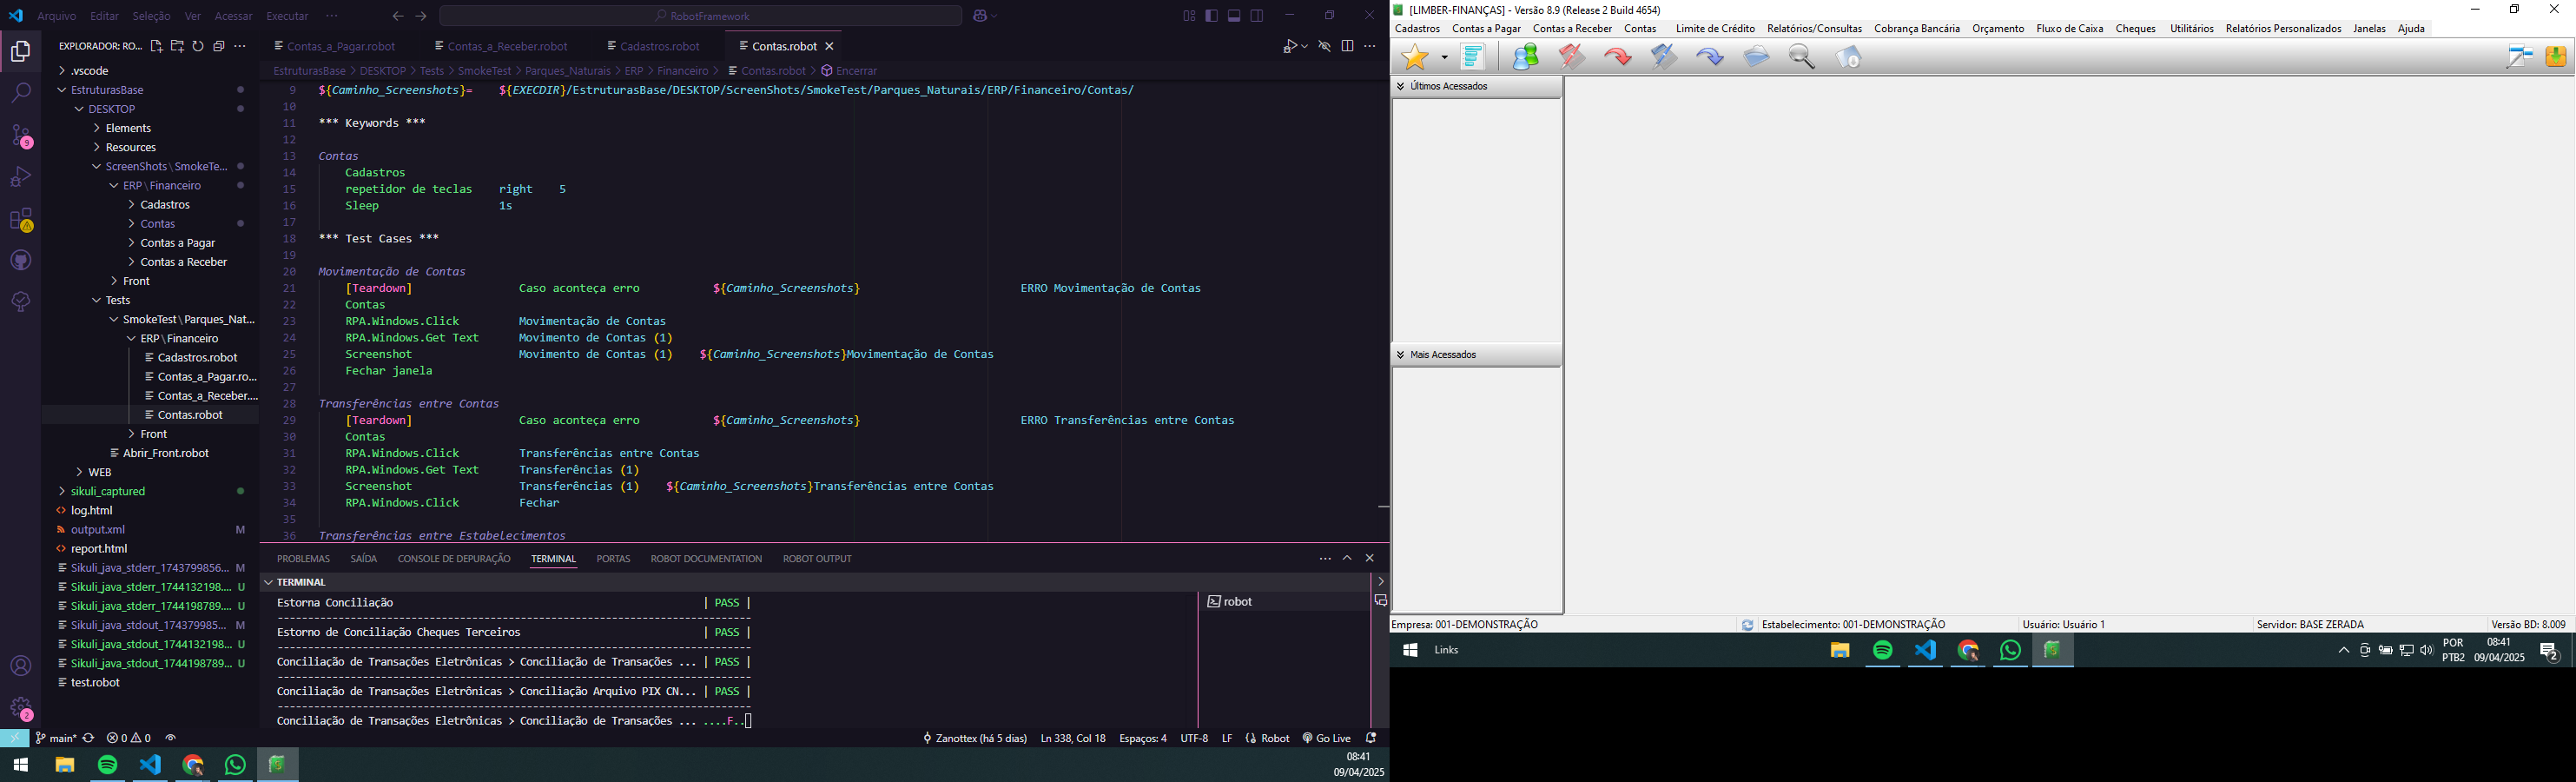 Arquivo Editar Seleção Ver Acessar Executar ···
RobotFramework
EXPLORADOR: RO...
.vscode
EstruturasBase
DESKTOP
Elements
Resources
ScreenShots\SmokeTe...
ERP\Financeiro
Cadastros
Contas
Contas a Pagar
Contas a Receber
Front
Tests
SmokeTest\Parques_Nat...
ERP\Financeiro
Cadastros.robot
Contas_a_Pagar.ro...
Contas_a_Receber....
Contas.robot
Front
Abrir_Front.robot
WEB
sikuli_captured
log.html
output.xml M
report.html
Sikuli_java_stderr_1743799856... M
Sikuli_java_stderr_1744132198.... U
Sikuli_java_stderr_1744198789.... U
Sikuli_java_stdout_174379985... M
Sikuli_java_stdout_1744132198... U
Sikuli_java_stdout_1744198789... U
test.robot
9
2
Contas_a_Pagar.robot Contas_a_Receber.robot Cadastros.robot Contas.robot
EstruturasBase > DESKTOP > Tests > SmokeTest > Parques_Naturais > ERP > Financeiro > Contas.robot > Encerrar
9 ${Caminho_Screenshots}= ${EXECDIR}/EstruturasBase/DESKTOP/ScreenShots/SmokeTest/Parques_Naturais/ERP/Financeiro/Contas/
10
11 *** Keywords ***
12
13 Contas
14 Cadastros
15 repetidor de teclas right 5
16 Sleep 1s
17
18 *** Test Cases ***
19
20 Movimentação de Contas
21 [Teardown] Caso aconteça erro ${Caminho_Screenshots} ERRO Movimentação de Contas
22 Contas
23 RPA.Windows.Click Movimentação de Contas
24 RPA.Windows.Get Text Movimento de Contas (1)
25 Screenshot Movimento de Contas (1) ${Caminho_Screenshots}Movimentação de Contas
26 Fechar janela
27
28 Transferências entre Contas
29 [Teardown] Caso aconteça erro ${Caminho_Screenshots} ERRO Transferências entre Contas
30 Contas
31 RPA.Windows.Click Transferências entre Contas
32 RPA.Windows.Get Text Transferências (1)
33 Screenshot Transferências (1) ${Caminho_Screenshots}Transferências entre Contas
34 RPA.Windows.Click Fechar
35
36 Transferências entre Estabelecimentos
PROBLEMAS SAÍDA CONSOLE DE DEPURAÇÃO TERMINAL PORTAS ROBOT DOCUMENTATION ROBOT OUTPUT
TERMINAL
Estorna Conciliação | PASS |
------------------------------------------------------------------------------
Estorno de Conciliação Cheques Terceiros | PASS |
------------------------------------------------------------------------------
Conciliação de Transações Eletrônicas > Conciliação de Transações ... | PASS |
------------------------------------------------------------------------------
Conciliação de Transações Eletrônicas > Conciliação Arquivo PIX CN... | PASS |
------------------------------------------------------------------------------
Conciliação de Transações Eletrônicas > Conciliação de Transações ... ....F..
robot
main* 0 0 Zanottex (há 5 dias) Ln 338, Col 18 Espaços: 4 UTF-8 LF Robot Go Live
08:41
09/04/2025
[LIMBER-FINANÇAS] - Versão 8.9 (Release 2 Build 4654)
Cadastros Contas a Pagar Contas a Receber Contas Limite de Crédito Relatórios/Consultas Cobrança Bancária Orçamento Fluxo de Caixa Cheques Utilitários Relatórios Personalizados Janelas Ajuda
Últimos Acessados
Mais Acessados
Empresa: 001-DEMONSTRAÇÃO Estabelecimento: 001-DEMONSTRAÇÃO Usuário: Usuário 1 Servidor: BASE ZERADA Versão BD: 8.009
Links
POR
PTB2
08:41
09/04/2025
2